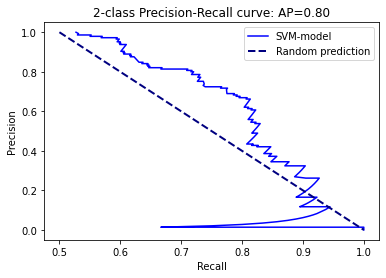 2-class Precision-Recall curve: AP=0.80
SVM-model
Random prediction
Precision
1.0
0.8
0.6
0.4
0.2
0.0
0.5
0.6
0.7
0.8
0.9
1.0
Recall